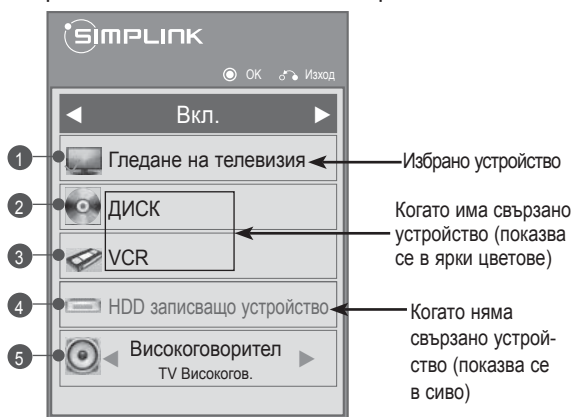 SIMPLINK
OK Изход
Вкл.
1 Гледане на телевизия
2 ДИСК
3 VCR
4 HDD записващо устройство
5 Високоговорител
TV Високогов.
Избрано устройство
Когато има свързано
устройство (показва
се в ярки цветове)
Когато няма
свързано устрой-
ство (показва се
в сиво)